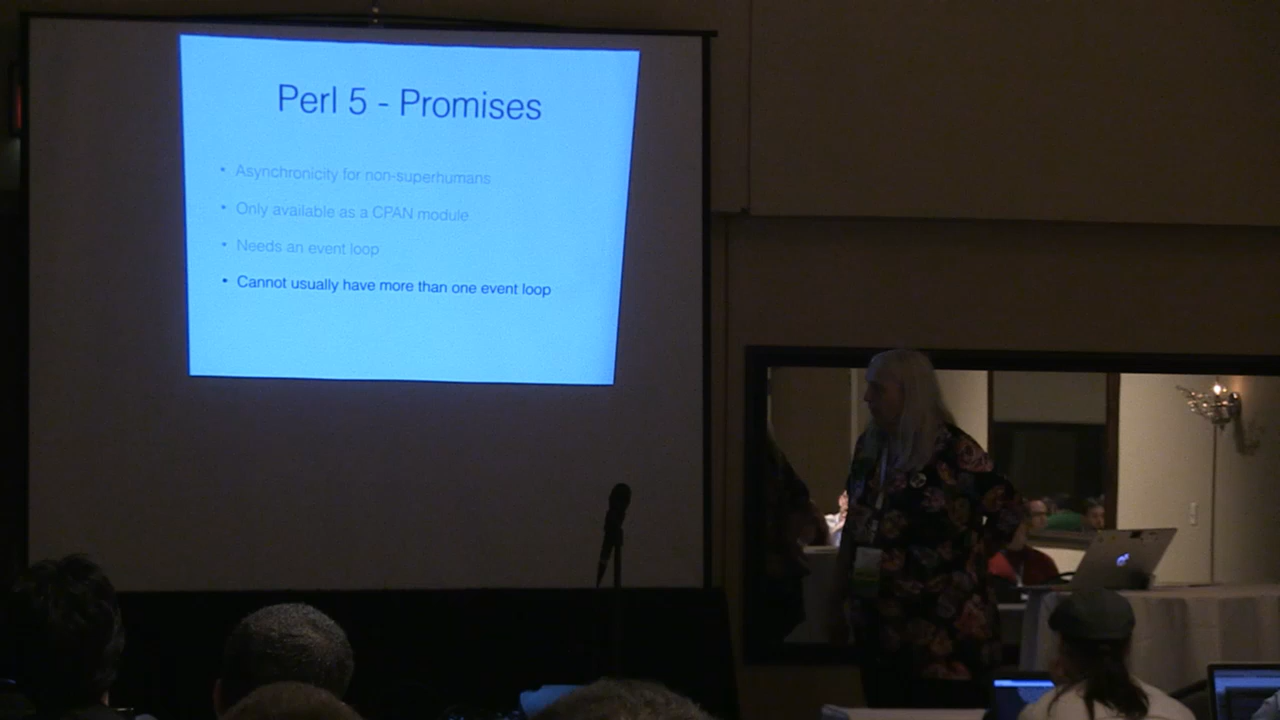 Perl 5 - Promises
• Asynchronicity for non-superhumans
• Only available as a CPAN module
• Needs an event loop
• Cannot usually have more than one event loop